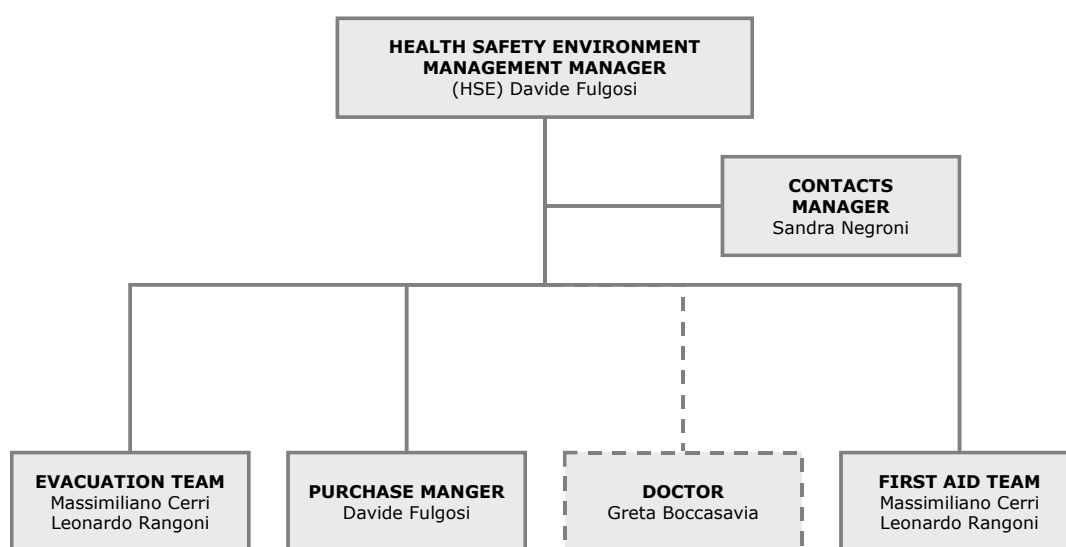 HEALTH SAFETY ENVIRONMENT
MANAGEMENT MANAGER
(HSE) Davide Fulgosi
CONTACTS
MANAGER
Sandra Negroni
EVACUATION TEAM
Massimiliano Cerri
Leonardo Rangoni
PURCHASE MANGER
Davide Fulgosi
DOCTOR
Greta Boccasavia
FIRST AID TEAM
Massimiliano Cerri
Leonardo Rangoni